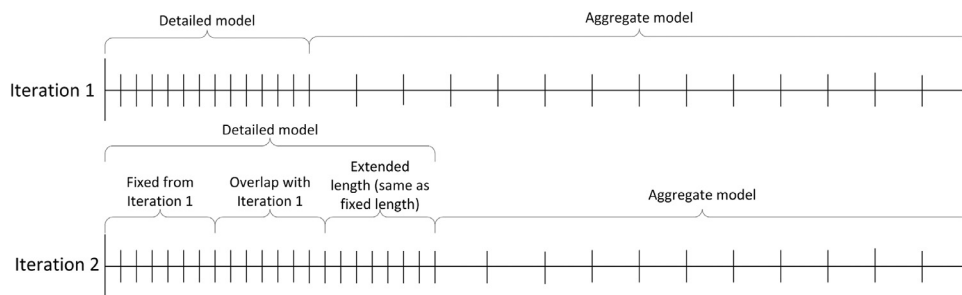 Detailed model
Aggregate model
Iteration 1
Detailed model
Fixed from
Iteration 1
Overlap with
Iteration 1
Extended
length (same as
fixed length)
Aggregate model
Iteration 2